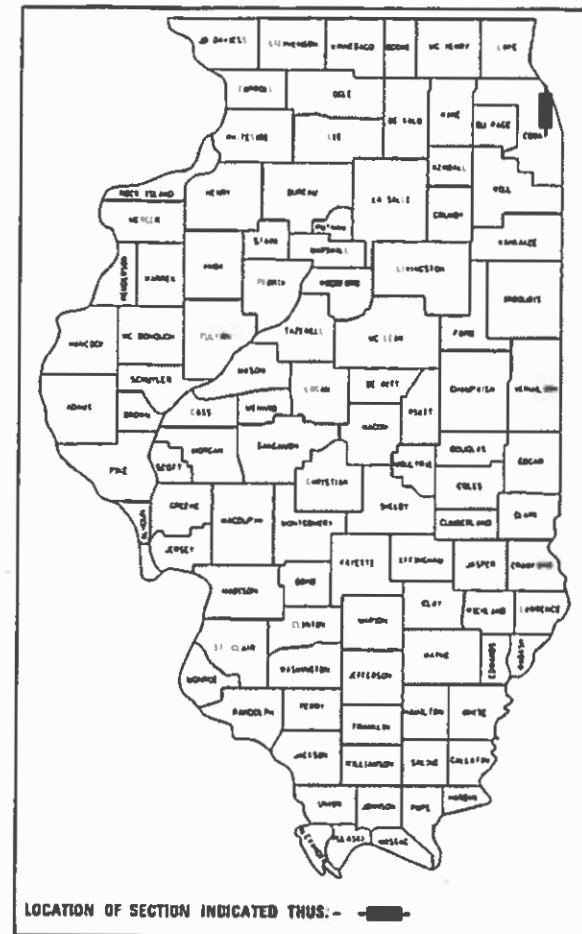 JO DAVIESS STEPHENSON WINNEBAGO BOONE MC HENRY LAKE
CARROLL OGLE
DE KALB KANE DU PAGE COOK
WHITESIDE LEE
KENDALL WILL
ROCK ISLAND HENRY BUREAU LA SALLE GRUNDY
MERCER PUTNAM
STARK MARSHALL KANKAKEE
HENDERSON WARREN KNOX PEORIA WOODFORD LIVINGSTON IROQUOIS
HANCOCK MC DONOUGH FULTON TAZEWELL MC LEAN FORD
SCHUYLER MASON LOGAN DE WITT CHAMPAIGN VERMILION
ADAMS BROWN CASS MENARD MACON PIATT
MORGAN SANGAMON DOUGLAS EDGAR
PIKE SCOTT CHRISTIAN MOULTRIE COLES
GREENE MACOUPIN MONTGOMERY SHELBY CUMBERLAND CLARK
CALHOUN JERSEY FAYETTE EFFINGHAM JASPER CRAWFORD
MADISON BOND CLAY RICHLAND LAWRENCE
CLINTON MARION
ST CLAIR WAYNE EDWARDS WABASH
WASHINGTON JEFFERSON
MONROE
RANDOLPH PERRY HAMILTON WHITE
FRANKLIN
JACKSON WILLIAMSON SALINE GALLATIN
UNION JOHNSON POPE HARDIN
ALEXANDER PULASKI MASSAC
LOCATION OF SECTION INDICATED THUS: -